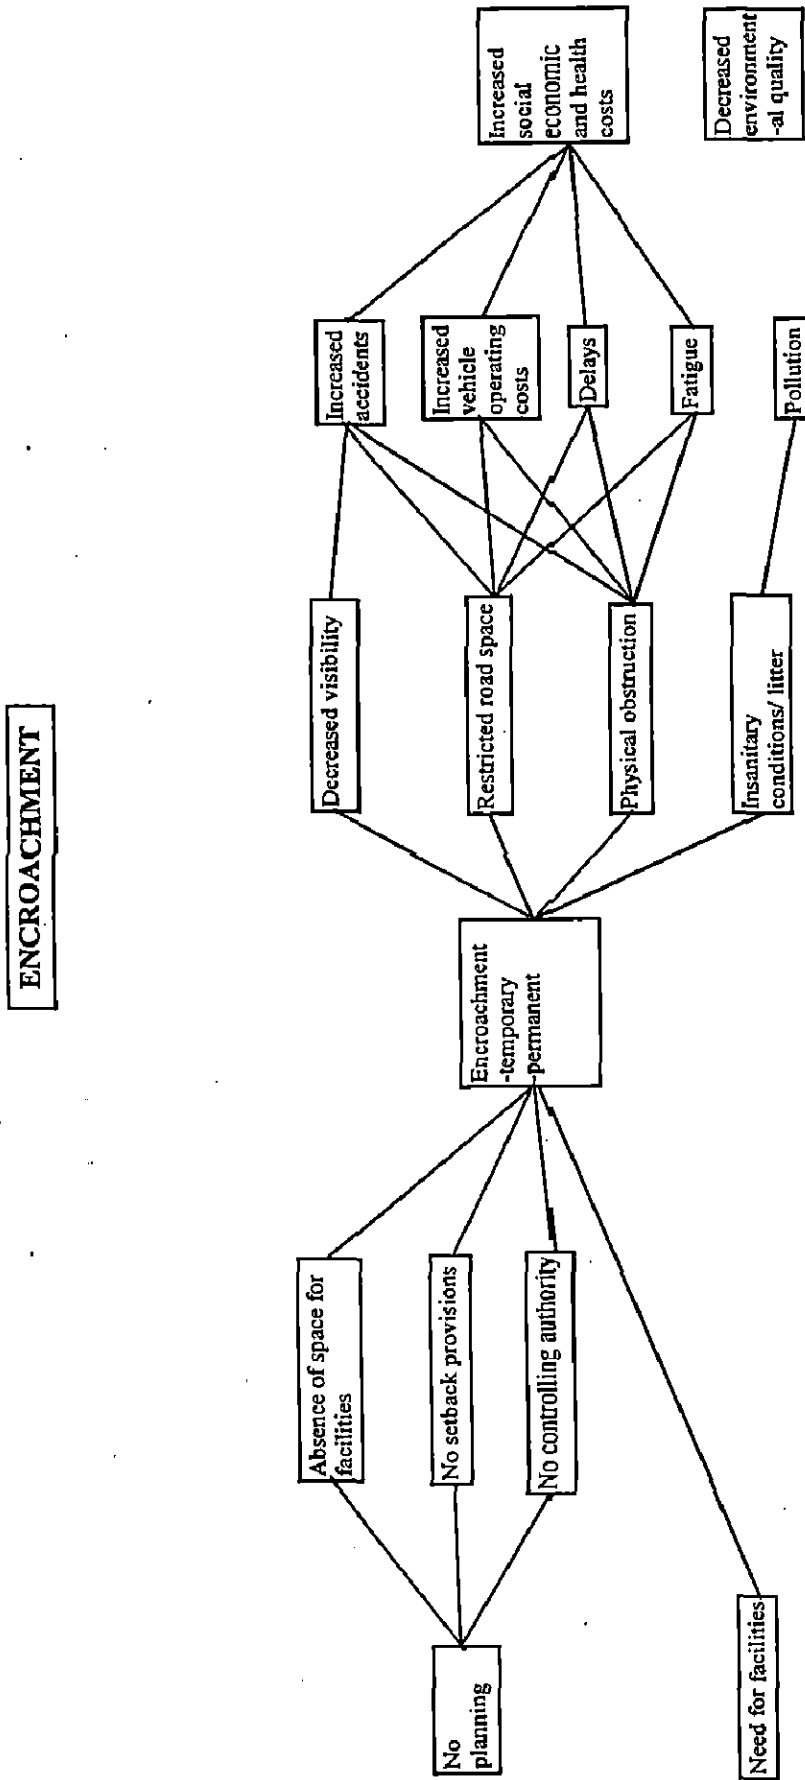 ENCROACHMENT
No
planning
Need for facilities
Absence of space for
facilities
No setback provisions
No controlling authority
Encroachment
-temporary
-permanent
Decreased visibility
Restricted road space
Physical obstruction
Insanitary
conditions/ litter
Increased
accidents
Increased
vehicle
operating
costs
Delays
Fatigue
Pollution
Increased
social
economic
and health
costs
Decreased
environment
-al quality